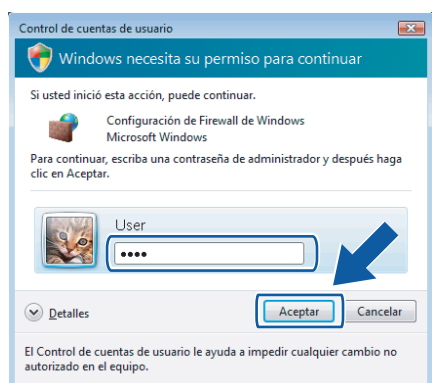 Control de cuentas de usuario
Windows necesita su permiso para continuar
Si usted inició esta acción, puede continuar.
Configuración de Firewall de Windows
Microsoft Windows
Para continuar, escriba una contraseña de administrador y después haga
clic en Aceptar.
User
••••
Detalles
Aceptar
Cancelar
El Control de cuentas de usuario le ayuda a impedir cualquier cambio no
autorizado en el equipo.